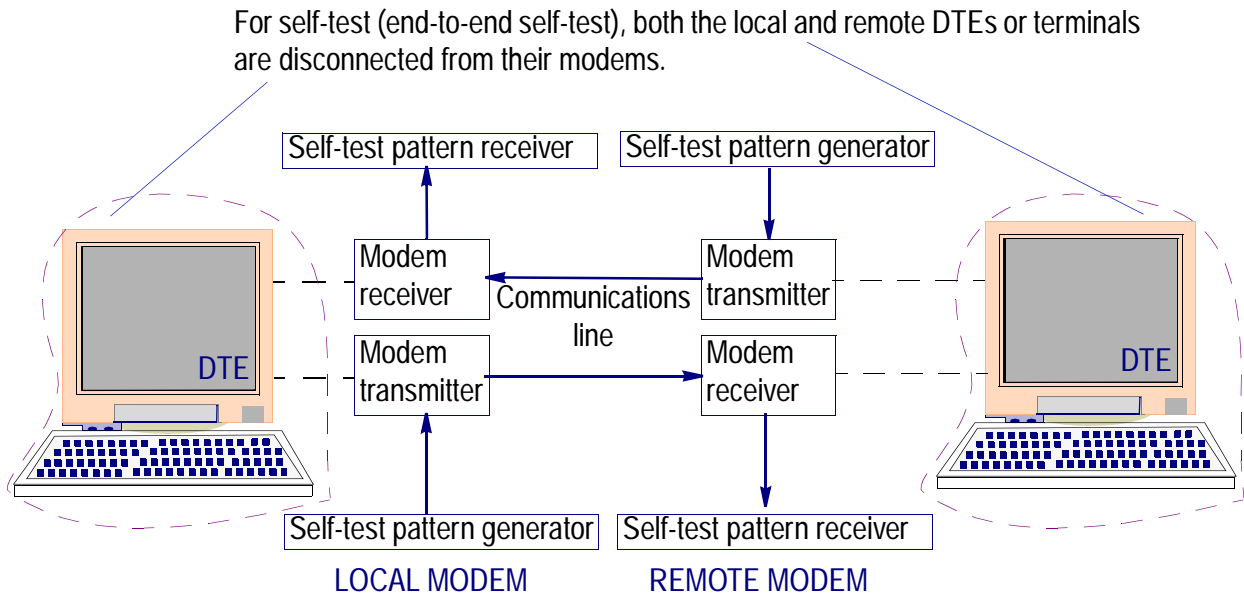 For self-test (end-to-end self-test), both the local and remote DTEs or terminals
are disconnected from their modems.
Self-test pattern receiver
Self-test pattern generator
Modem
receiver
Modem
transmitter
Communications
line
Modem
transmitter
Modem
receiver
DTE
DTE
Self-test pattern generator
Self-test pattern receiver
LOCAL MODEM
REMOTE MODEM